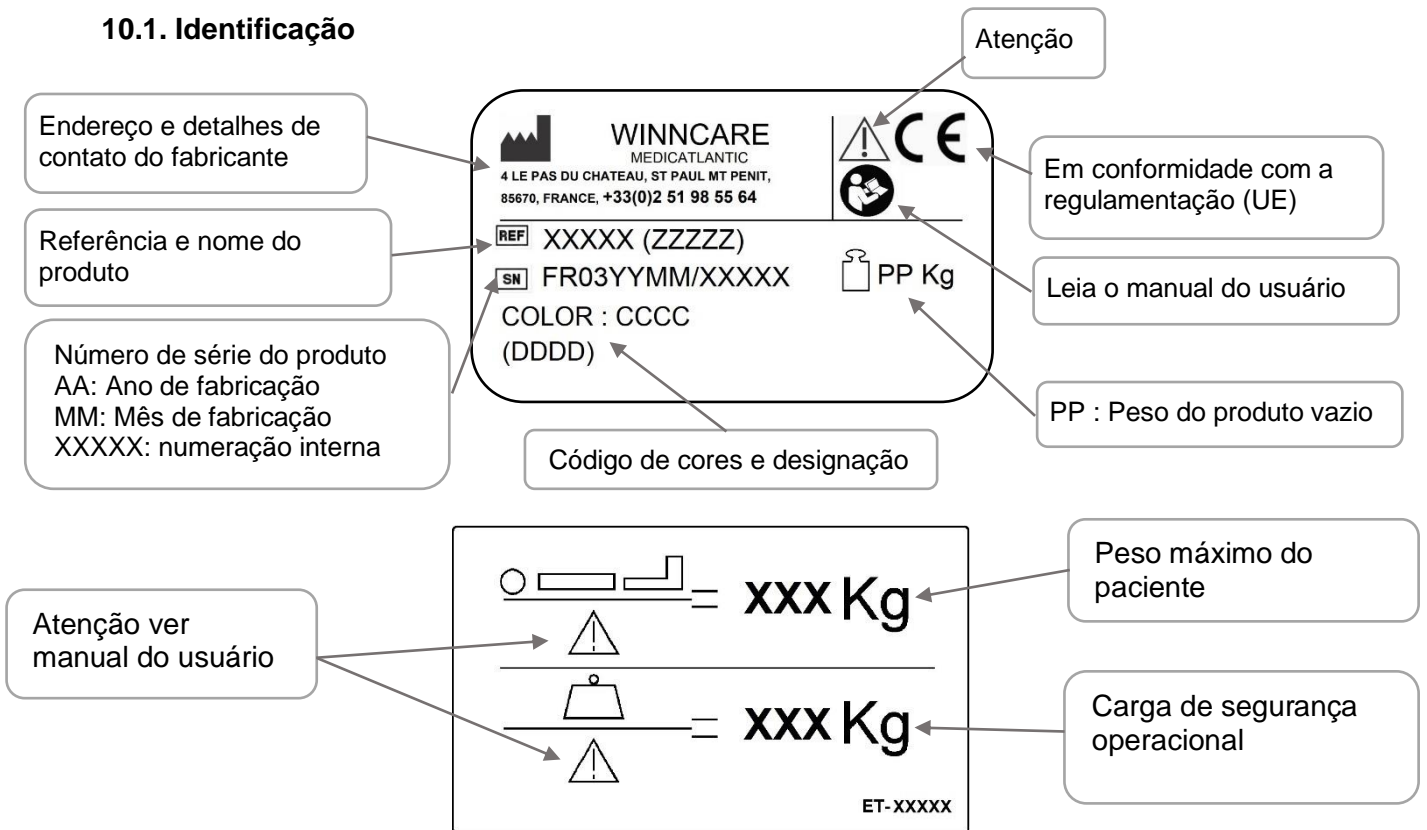 10.1. Identificação
Atenção
Endereço e detalhes de
contato do fabricante
WINNCARE
MEDICATLANTIC
4 LE PAS DU CHATEAU, ST PAUL MT PENIT,
85670, FRANCE, +33(0)2 51 98 55 64
CE
Em conformidade com a
regulamentação (UE)
Referência e nome do
produto
REF XXXXX (ZZZZZ)
SN FR03YYMM/XXXXX
PP Kg
COLOR : CCCC
(DDDD)
Leia o manual do usuário
Número de série do produto
AA: Ano de fabricação
MM: Mês de fabricação
XXXXX: numeração interna
PP : Peso do produto vazio
Código de cores e designação
Atenção ver
manual do usuário
= XXX Kg
Peso máximo do
paciente
= XXX Kg
Carga de segurança
operacional
ET-XXXXX